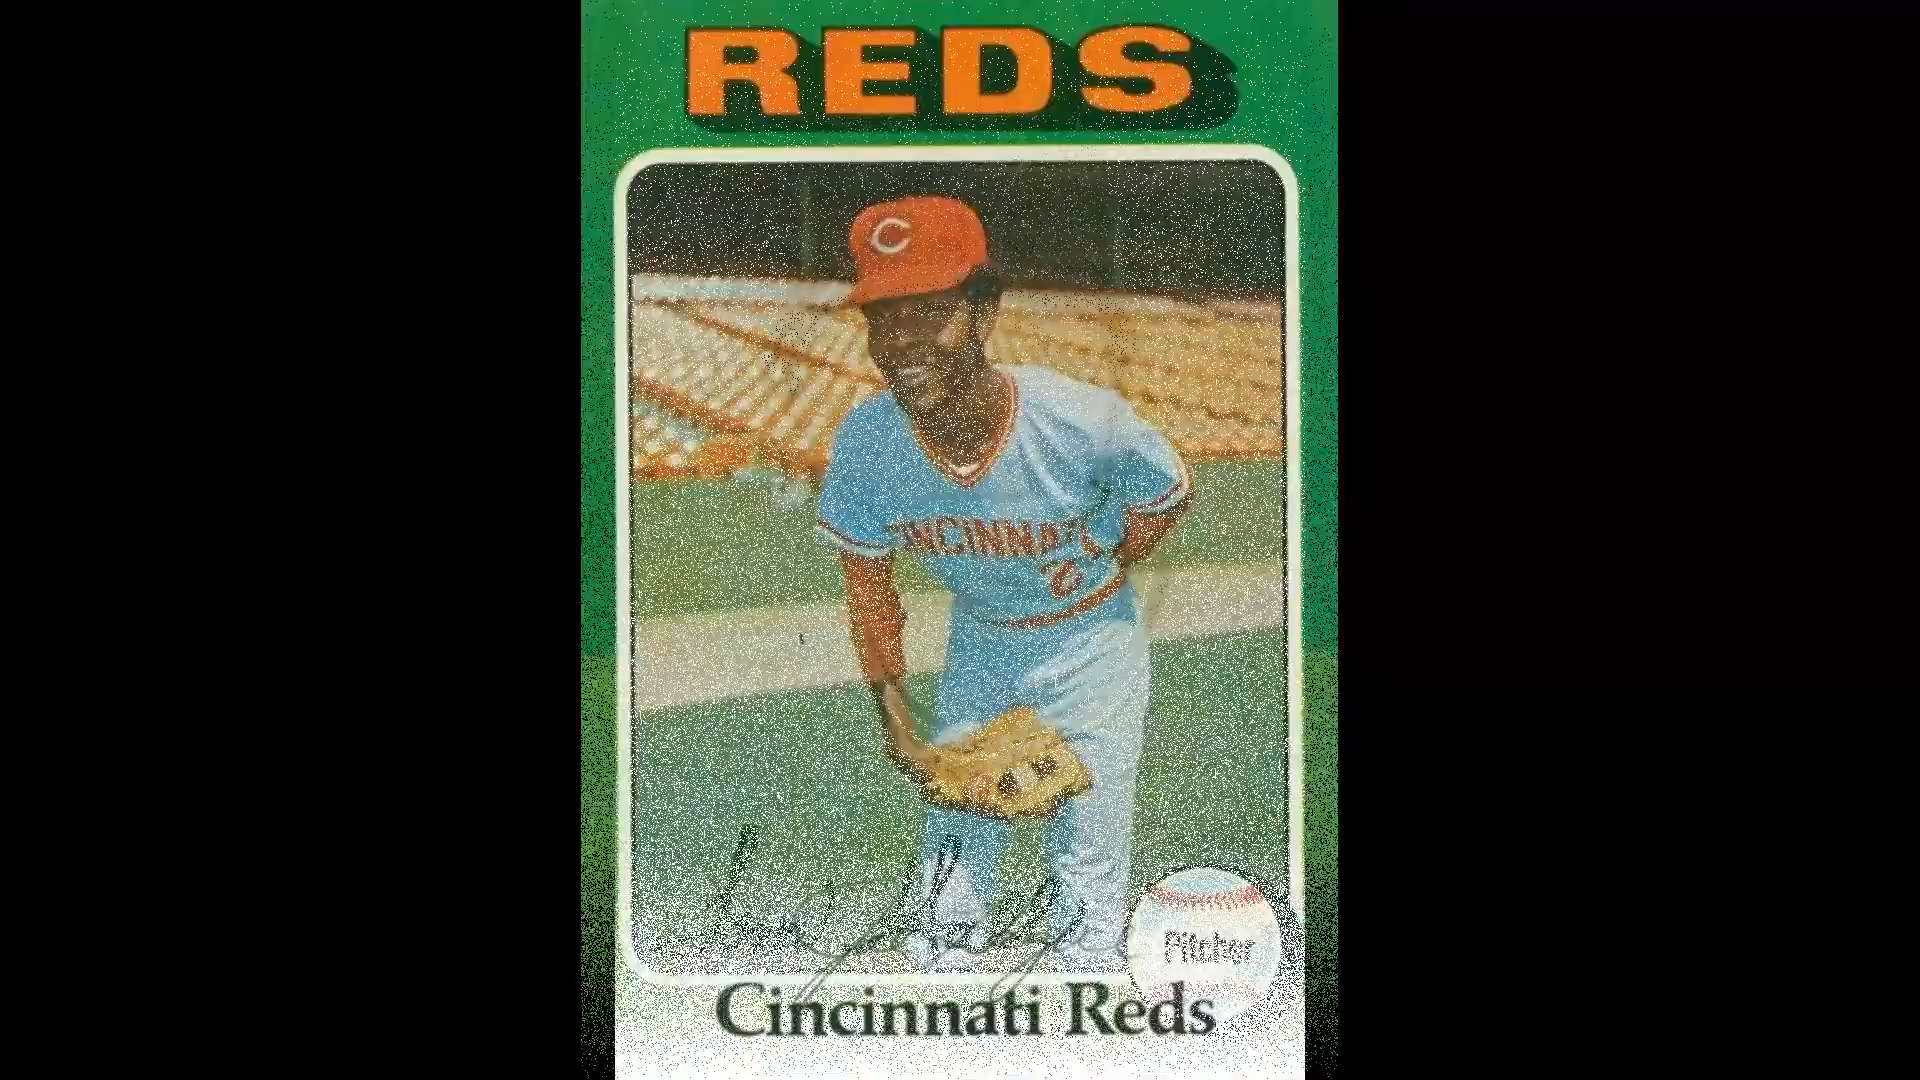 REDS
C
CINCINNATI
Pitcher
Cincinnati Reds